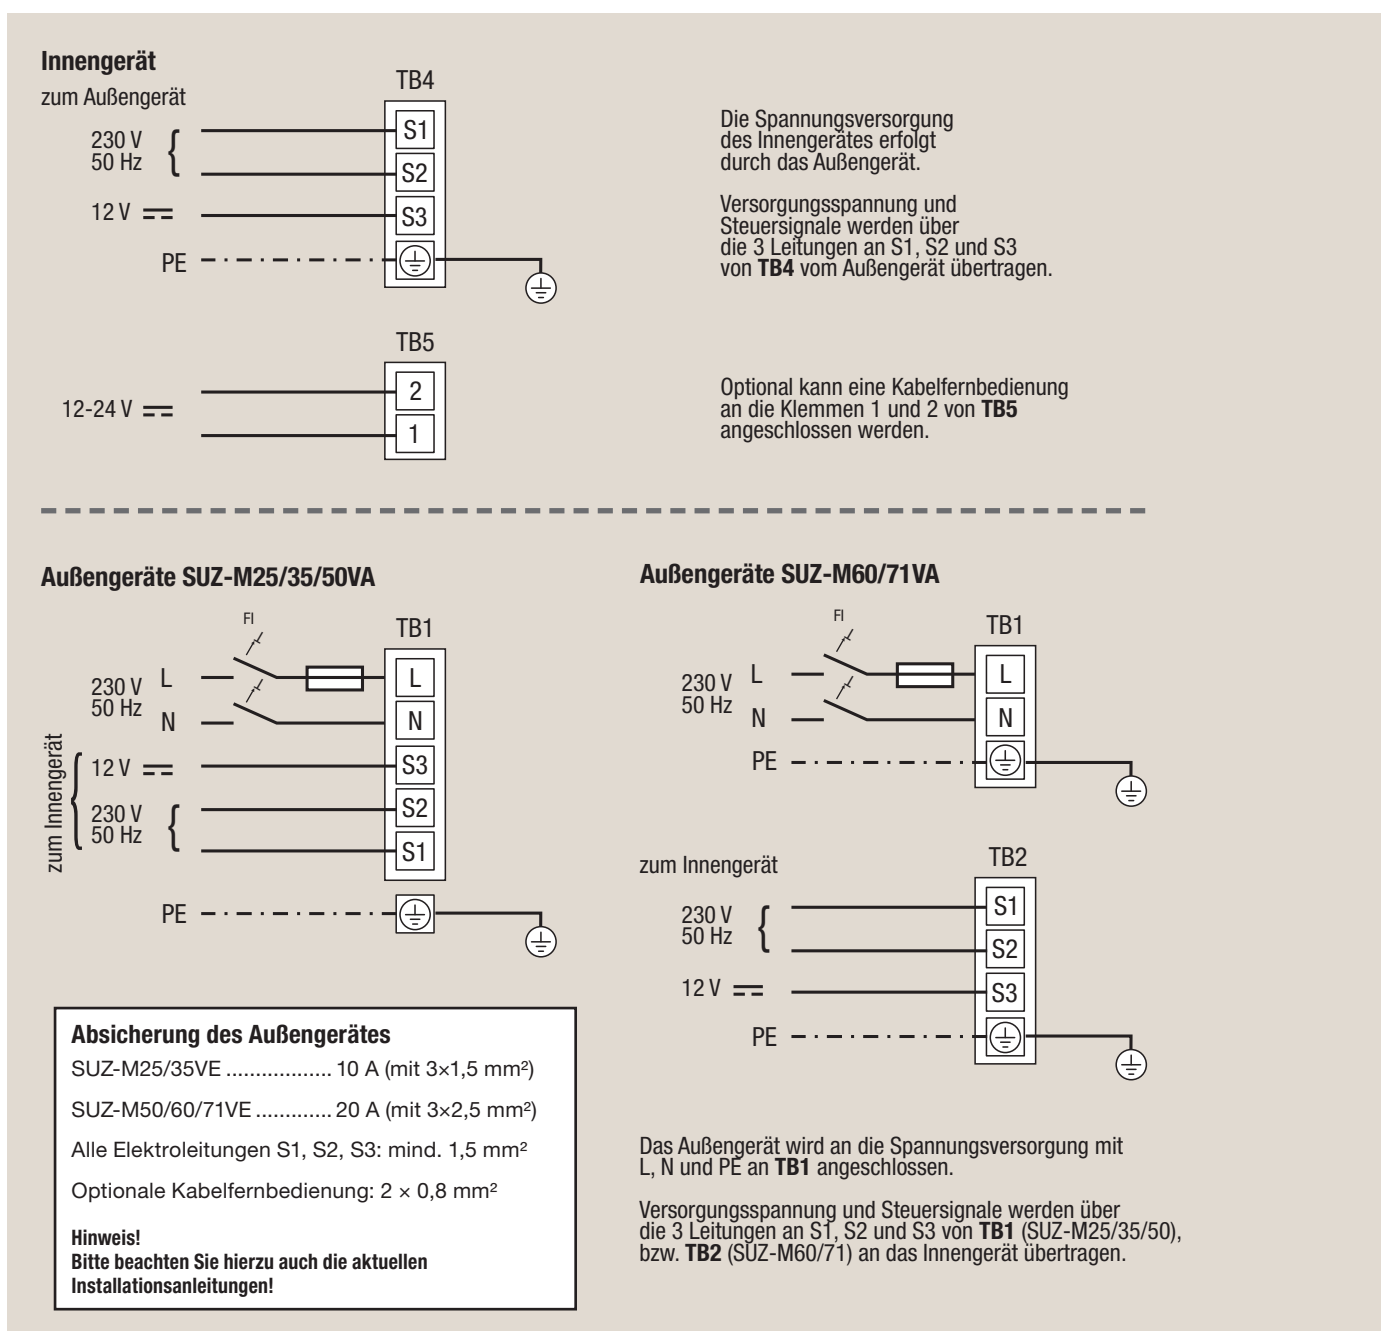 Innengerät
zum Außengerät
TB4
230 V
50 Hz
{
S1
S2
12 V
S3
PE
Die Spannungsversorgung
des Innengerätes erfolgt
durch das Außengerät.
Versorgungsspannung und
Steuersignale werden über
die 3 Leitungen an S1, S2 und S3
von TB4 vom Außengerät übertragen.
TB5
12-24 V
2
1
Optional kann eine Kabelfernbedienung
an die Klemmen 1 und 2 von TB5
angeschlossen werden.
Außengeräte SUZ-M25/35/50VA
FI
TB1
230 V
50 Hz
L
N
L
N
zum Innengerät
{
12 V
S3
230 V
50 Hz
{
S2
S1
PE
Außengeräte SUZ-M60/71VA
FI
TB1
230 V
50 Hz
L
N
L
N
PE
zum Innengerät
TB2
230 V
50 Hz
{
S1
S2
12 V
S3
PE
Absicherung des Außengerätes
SUZ-M25/35VE .................. 10 A (mit 3×1,5 mm²)
SUZ-M50/60/71VE ............. 20 A (mit 3×2,5 mm²)
Alle Elektroleitungen S1, S2, S3: mind. 1,5 mm²
Optionale Kabelfernbedienung: 2 × 0,8 mm²
Hinweis!
Bitte beachten Sie hierzu auch die aktuellen
Installationsanleitungen!
Das Außengerät wird an die Spannungsversorgung mit
L, N und PE an TB1 angeschlossen.
Versorgungsspannung und Steuersignale werden über
die 3 Leitungen an S1, S2 und S3 von TB1 (SUZ-M25/35/50),
bzw. TB2 (SUZ-M60/71) an das Innengerät übertragen.